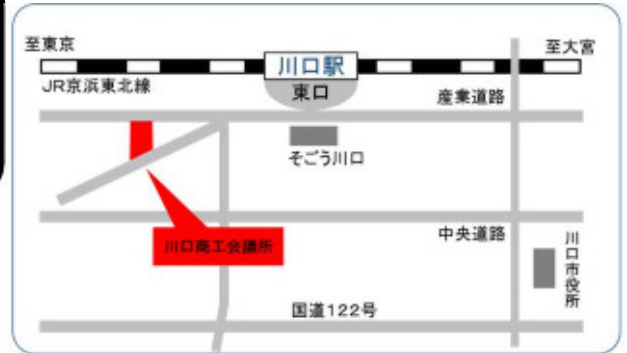 至東京
川口駅
至大宮
JR京浜東北線
東口
産業道路
そごう川口
川口商工会議所
中央道路
川口市役所
国道122号